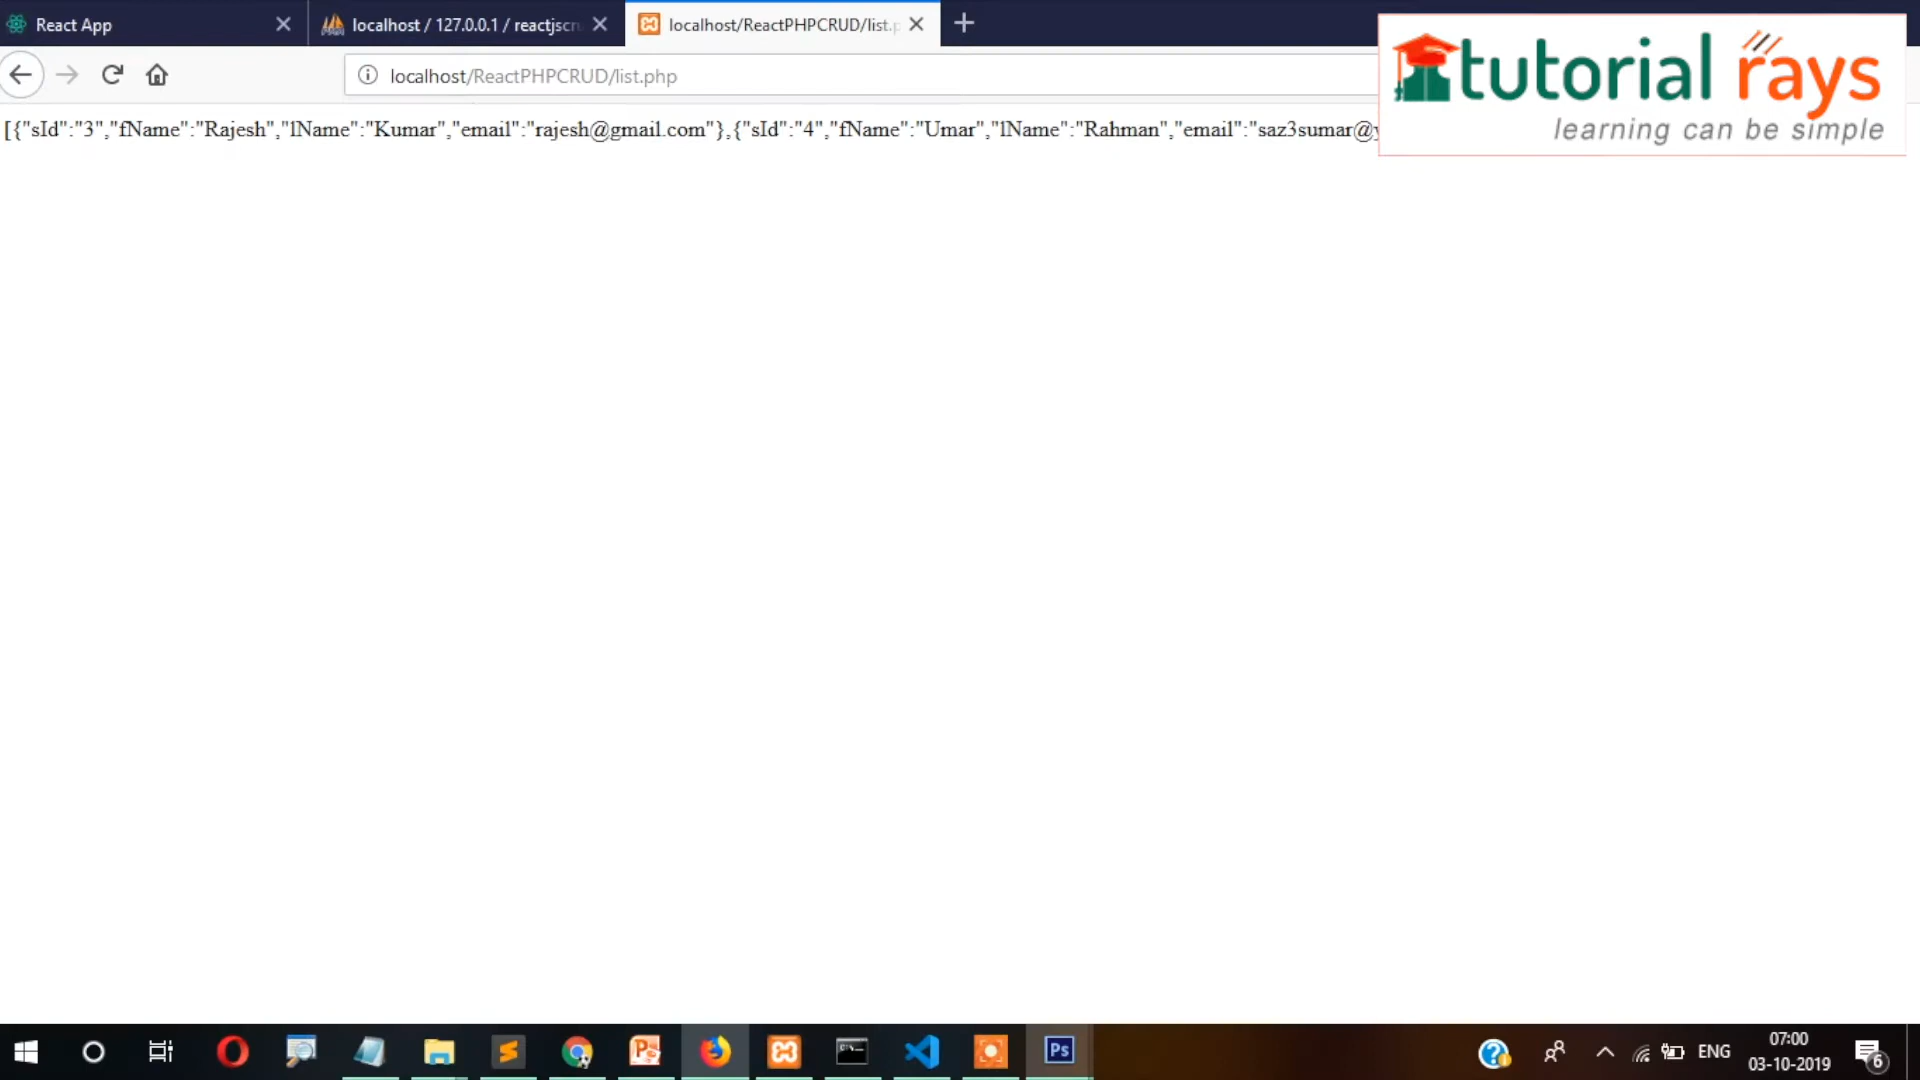 React App
localhost / 127.0.0.1 / reactjscr
localhost/ReactPHPCRUD/list.p
localhost/ReactPHPCRUD/list.php
tutorial rays
learning can be simple
[{"sId":"3","fName":"Rajesh","lName":"Kumar","email":"rajesh@gmail.com"},{"sId":"4","fName":"Umar","lName":"Rahman","email":"saz3sumar@y
Ps
ENG
07:00
03-10-2019
6